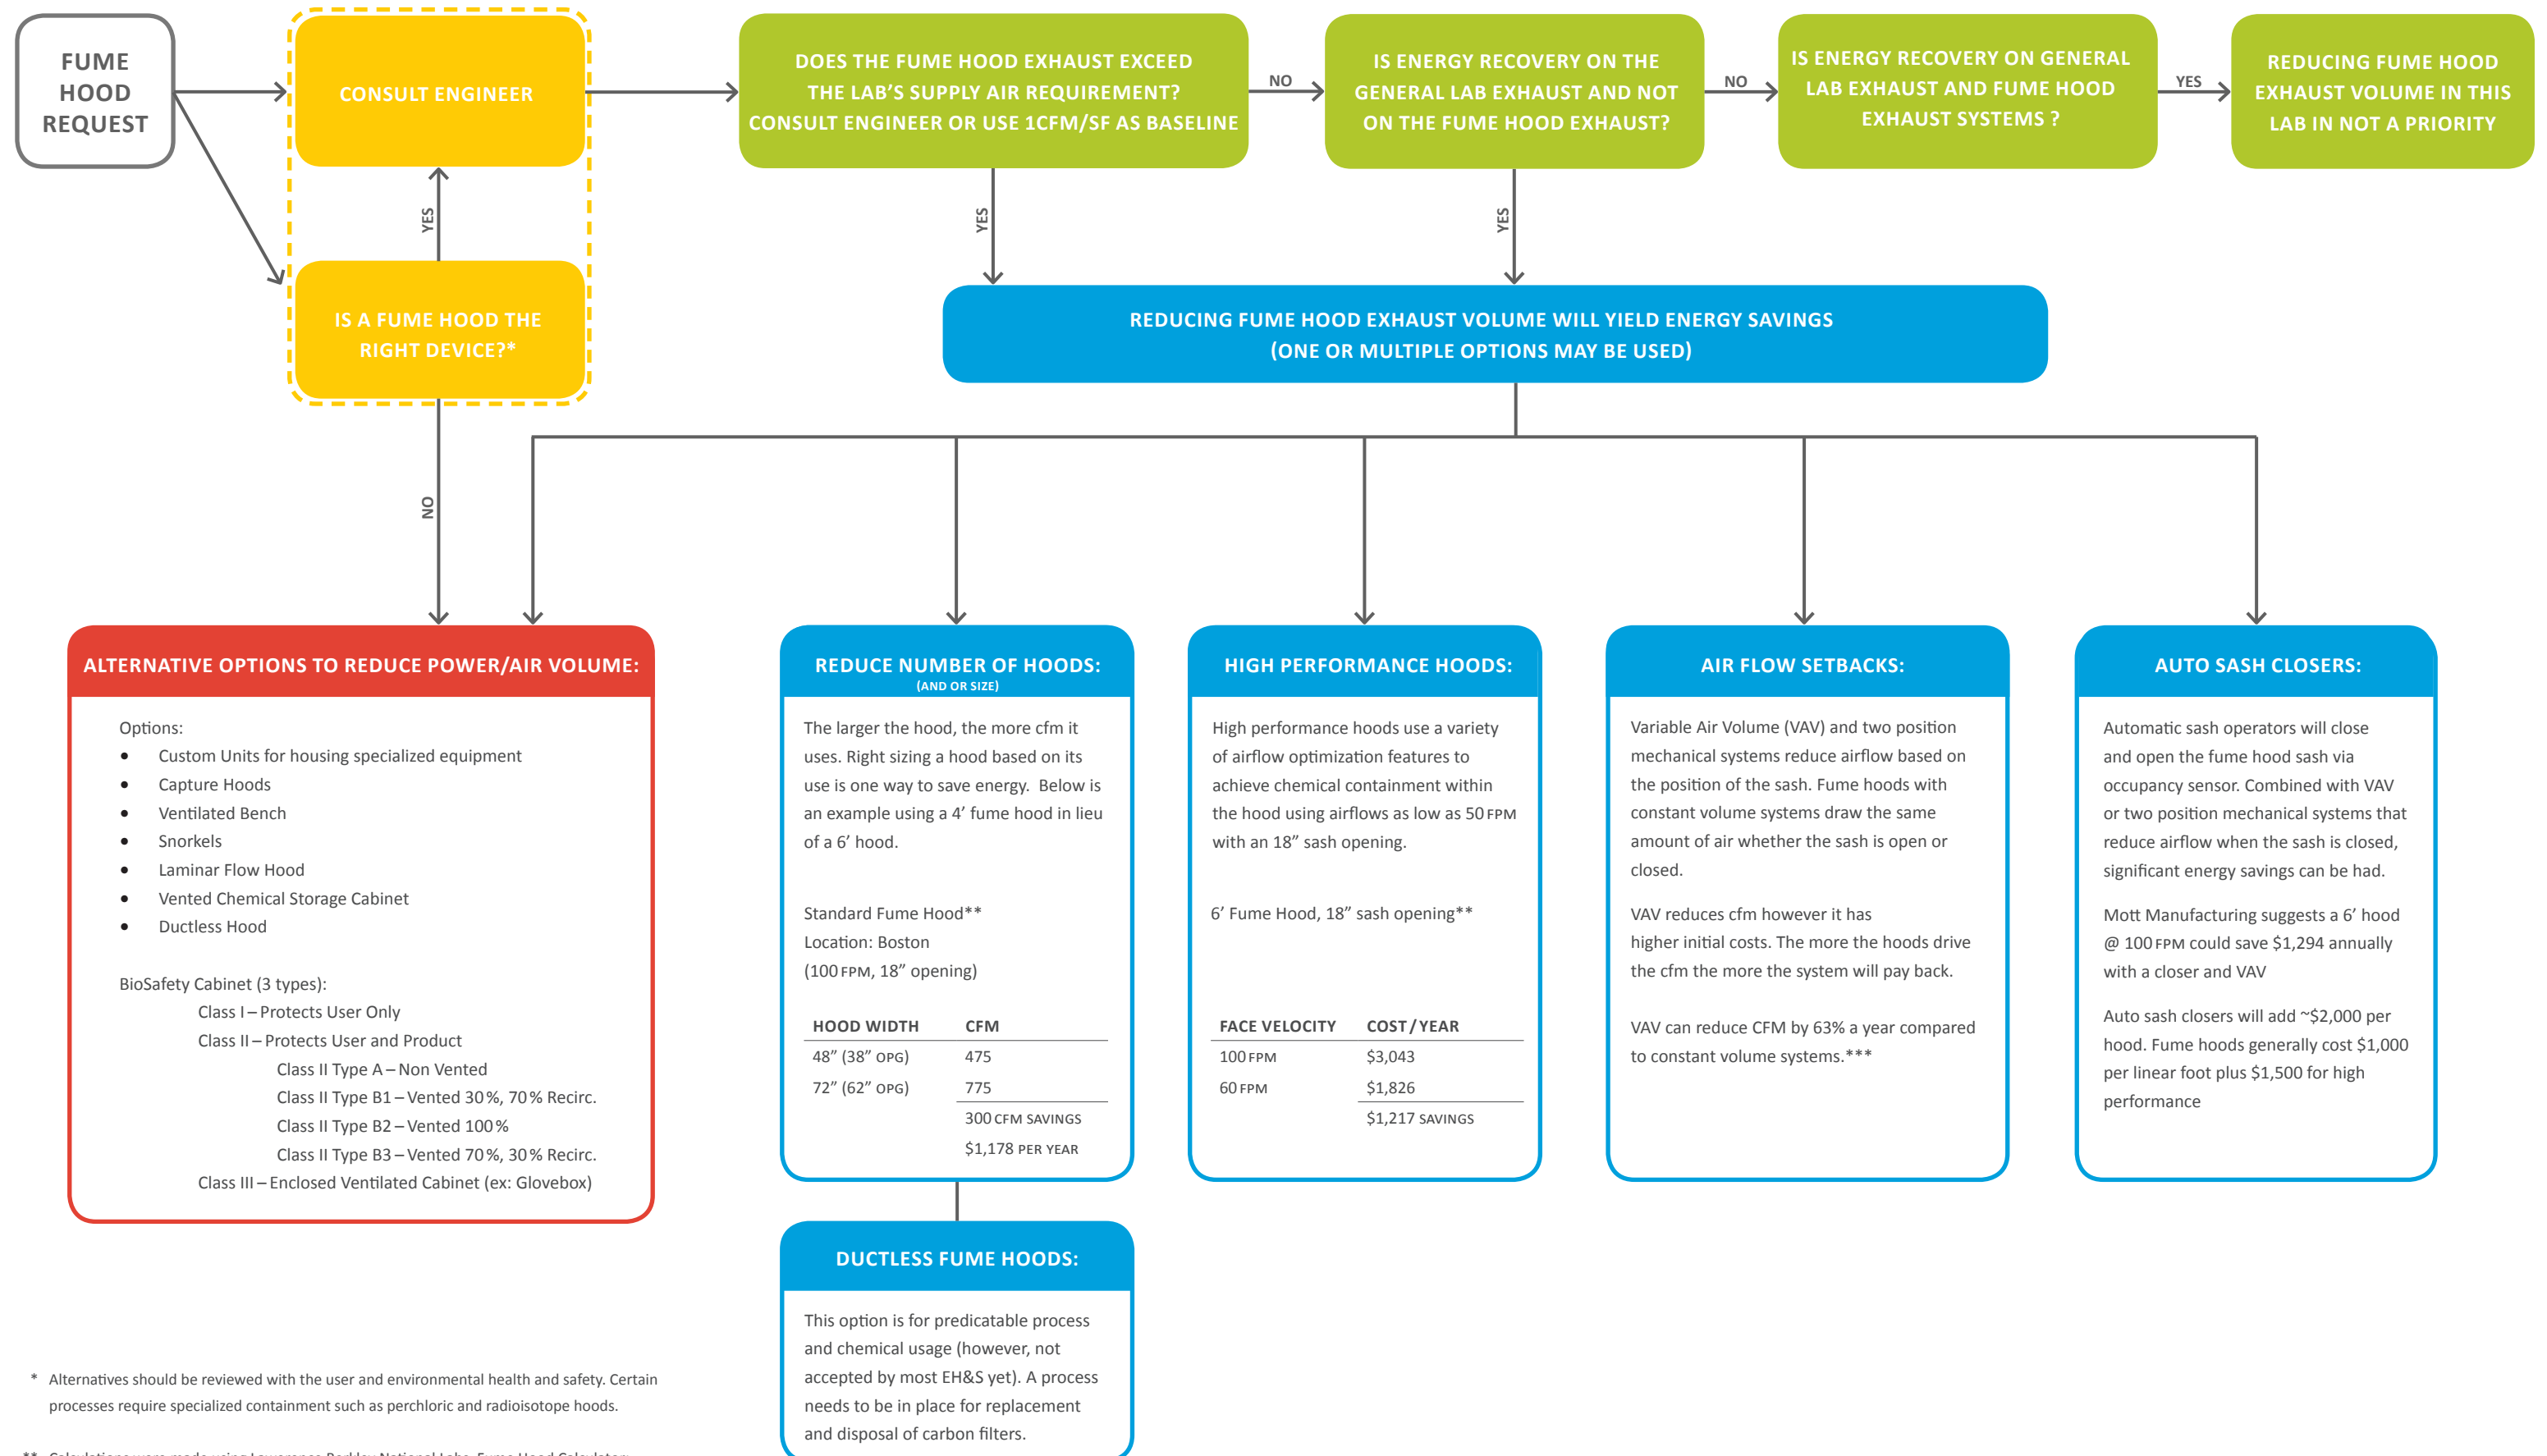 FUME
HOOD
REQUEST
CONSULT ENGINEER
YES
IS A FUME HOOD THE
RIGHT DEVICE?*
NO
DOES THE FUME HOOD EXHAUST EXCEED
THE LAB'S SUPPLY AIR REQUIREMENT?
CONSULT ENGINEER OR USE 1CFM/SF AS BASELINE
NO
IS ENERGY RECOVERY ON THE
GENERAL LAB EXHAUST AND NOT
ON THE FUME HOOD EXHAUST?
NO
IS ENERGY RECOVERY ON GENERAL
LAB EXHAUST AND FUME HOOD
EXHAUST SYSTEMS ?
YES
REDUCING FUME HOOD
EXHAUST VOLUME IN THIS
LAB IN NOT A PRIORITY
YES
YES
REDUCING FUME HOOD EXHAUST VOLUME WILL YIELD ENERGY SAVINGS
(ONE OR MULTIPLE OPTIONS MAY BE USED)
ALTERNATIVE OPTIONS TO REDUCE POWER/AIR VOLUME:
Options:
• Custom Units for housing specialized equipment
• Capture Hoods
• Ventilated Bench
• Snorkels
• Laminar Flow Hood
• Vented Chemical Storage Cabinet
• Ductless Hood
BioSafety Cabinet (3 types):
Class I – Protects User Only
Class II – Protects User and Product
Class II Type A – Non Vented
Class II Type B1 – Vented 30%, 70% Recirc.
Class II Type B2 – Vented 100%
Class II Type B3 – Vented 70%, 30% Recirc.
Class III – Enclosed Ventilated Cabinet (ex: Glovebox)
REDUCE NUMBER OF HOODS:
(AND OR SIZE)
The larger the hood, the more cfm it
uses. Right sizing a hood based on its
use is one way to save energy. Below is
an example using a 4' fume hood in lieu
of a 6' hood.
Standard Fume Hood**
Location: Boston
(100 FPM, 18" opening)
HOOD WIDTH CFM
48" (38" OPG) 475
72" (62" OPG) 775
300 CFM SAVINGS
$1,178 PER YEAR
HIGH PERFORMANCE HOODS:
High performance hoods use a variety
of airflow optimization features to
achieve chemical containment within
the hood using airflows as low as 50 FPM
with an 18" sash opening.
6' Fume Hood, 18" sash opening**
FACE VELOCITY COST / YEAR
100 FPM $3,043
60 FPM $1,826
$1,217 SAVINGS
AIR FLOW SETBACKS:
Variable Air Volume (VAV) and two position
mechanical systems reduce airflow based on
the position of the sash. Fume hoods with
constant volume systems draw the same
amount of air whether the sash is open or
closed.
VAV reduces cfm however it has
higher initial costs. The more the hoods drive
the cfm the more the system will pay back.
VAV can reduce CFM by 63% a year compared
to constant volume systems.***
AUTO SASH CLOSERS:
Automatic sash operators will close
and open the fume hood sash via
occupancy sensor. Combined with VAV
or two position mechanical systems that
reduce airflow when the sash is closed,
significant energy savings can be had.
Mott Manufacturing suggests a 6' hood
@ 100 FPM could save $1,294 annually
with a closer and VAV
Auto sash closers will add ~$2,000 per
hood. Fume hoods generally cost $1,000
per linear foot plus $1,500 for high
performance
DUCTLESS FUME HOODS:
This option is for predicatable process
and chemical usage (however, not
accepted by most EH&S yet). A process
needs to be in place for replacement
and disposal of carbon filters.
* Alternatives should be reviewed with the user and environmental health and safety. Certain
processes require specialized containment such as perchloric and radioisotope hoods.